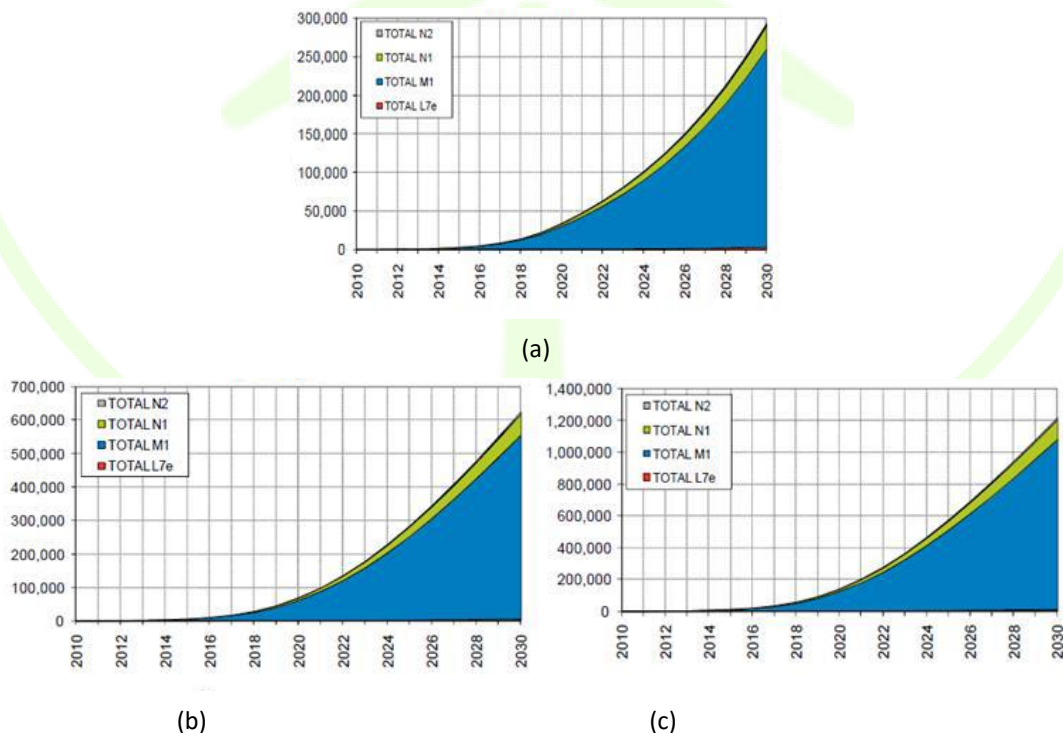 300,000
250,000
200,000
150,000
100,000
50,000
0
TOTAL N2
TOTAL N1
TOTAL M1
TOTAL L7e
2010 2012 2014 2016 2018 2020 2022 2024 2026 2028 2030
(a)
700,000
600,000
500,000
400,000
300,000
200,000
100,000
0
TOTAL N2
TOTAL N1
TOTAL M1
TOTAL L7e
2010 2012 2014 2016 2018 2020 2022 2024 2026 2028 2030
(b)
1,400,000
1,200,000
1,000,000
800,000
600,000
400,000
200,000
0
TOTAL N2
TOTAL N1
TOTAL M1
TOTAL L7e
2010 2012 2014 2016 2018 2020 2022 2024 2026 2028 2030
(c)